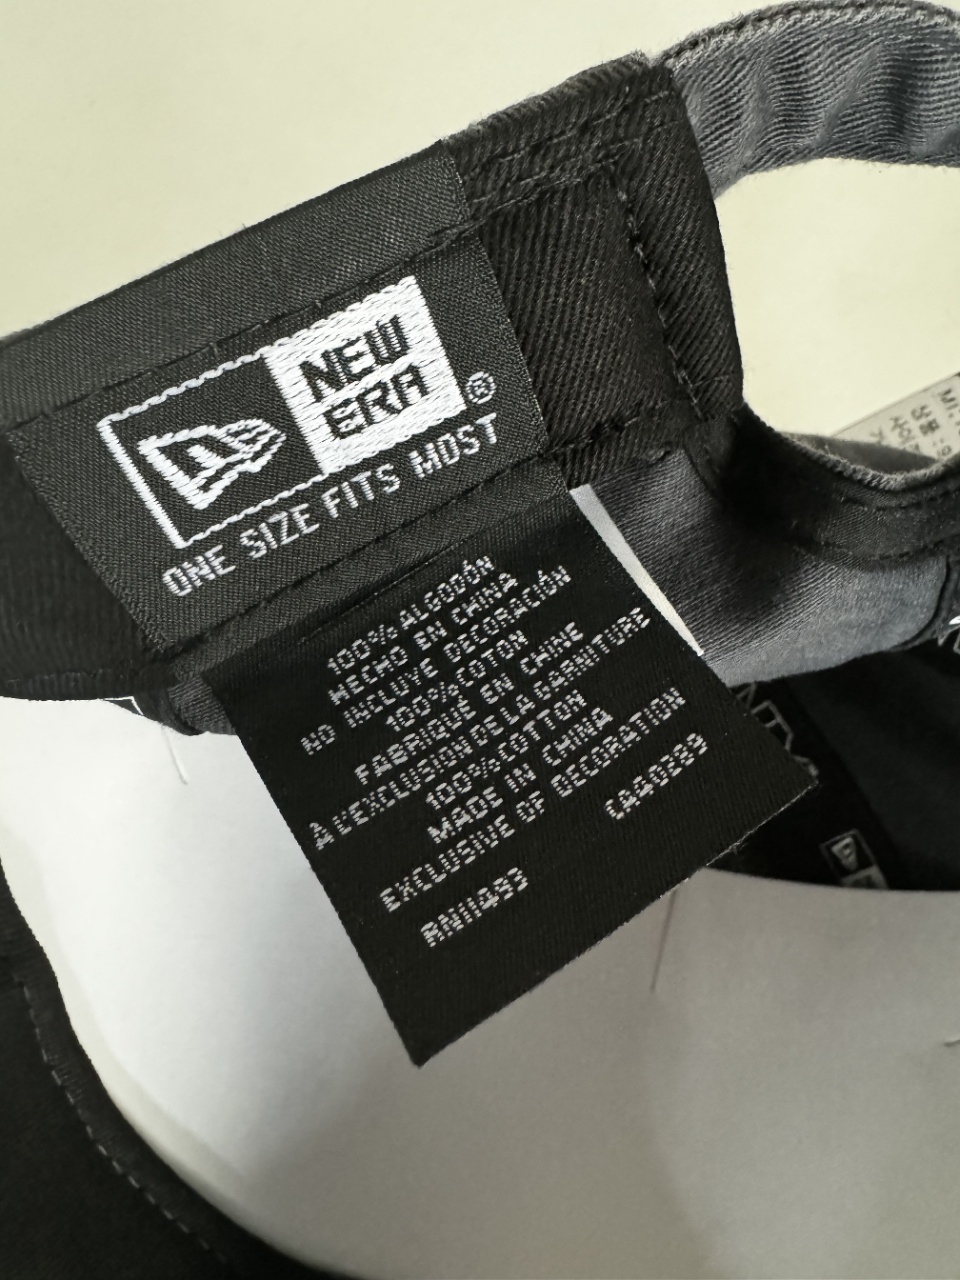 NEW
ERA
®
ONE SIZE FITS MOST
100% ALGODÓN
HECHO EN CHINA
NO INCLUYE DECORACIÓN
100% COTON
FABRIQUÉ EN CHINE
À L'EXCLUSION DE LA GARNITURE
100% COTTON
MADE IN CHINA
EXCLUSIVE OF DECORATION
RN11493
CA40289